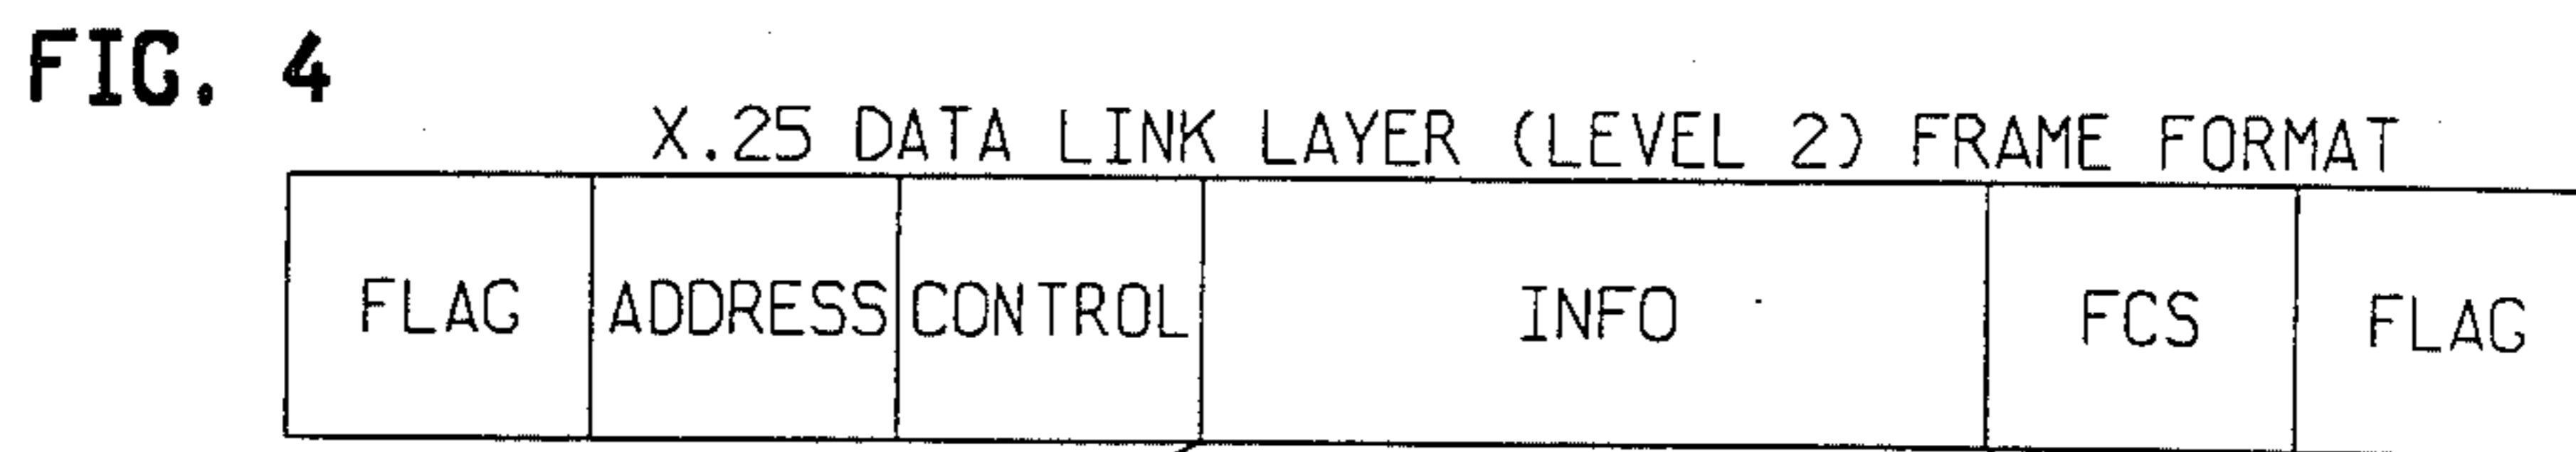 FIG. 4
X.25 DATA LINK LAYER (LEVEL 2) FRAME FORMAT
FLAG ADDRESS CONTROL INFO FCS FLAG